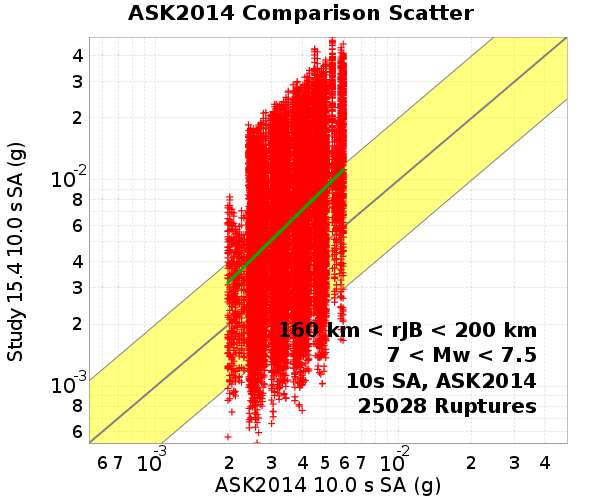 ASK2014 Comparison Scatter
Study 15.4 10.0 s SA (g)
4
3
2
10-2
8
6
4
3
2
10-3
8
6
160 km < rJB < 200 km
7 < Mw < 7.5
10s SA, ASK2014
25028 Ruptures
6 7 10-3 2 3 4 5 6 7 10-2 2 3 4
ASK2014 10.0 s SA (g)